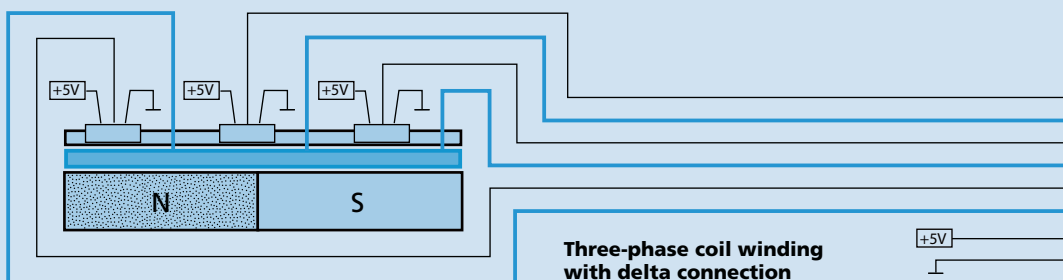 +5V
+5V
+5V
N
S
Three-phase coil winding
with delta connection
+5V